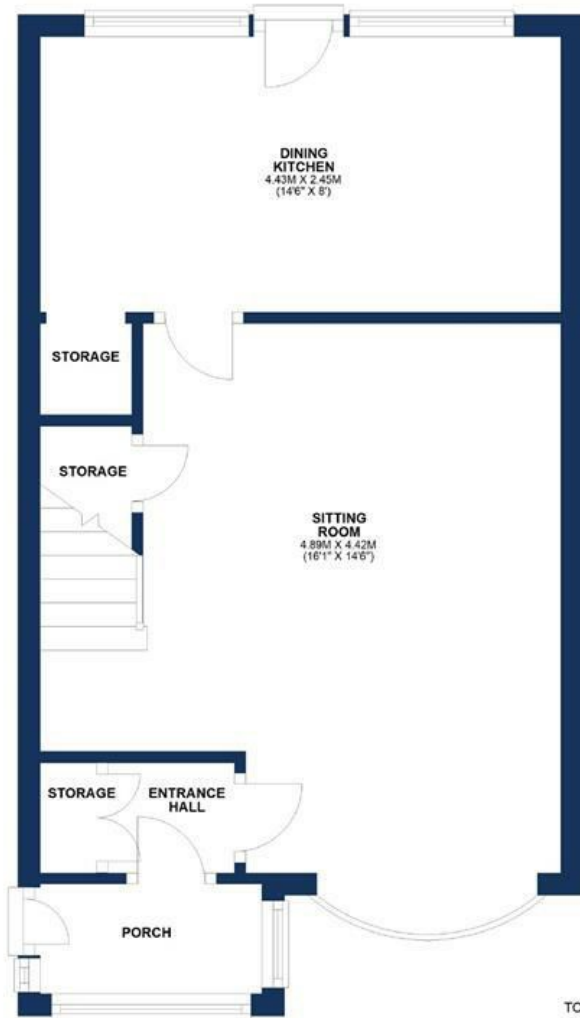 DINING
KITCHEN
4.43M X 2.45M
(14'6" X 8')
STORAGE
STORAGE
SITTING
ROOM
4.89M X 4.42M
(16'1" X 14'6")
STORAGE
ENTRANCE
HALL
PORCH
TO